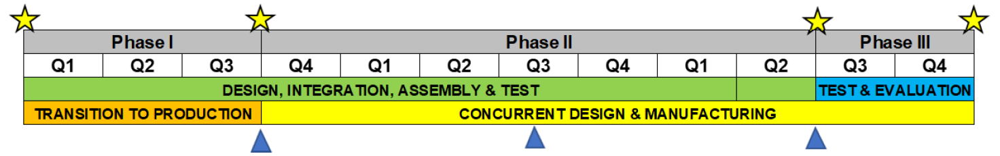 Phase I Phase II Phase III
Q1 Q2 Q3 Q4 Q1 Q2 Q3 Q4 Q1 Q2 Q3 Q4
DESIGN, INTEGRATION, ASSEMBLY & TEST TEST & EVALUATION
TRANSITION TO PRODUCTION CONCURRENT DESIGN & MANUFACTURING